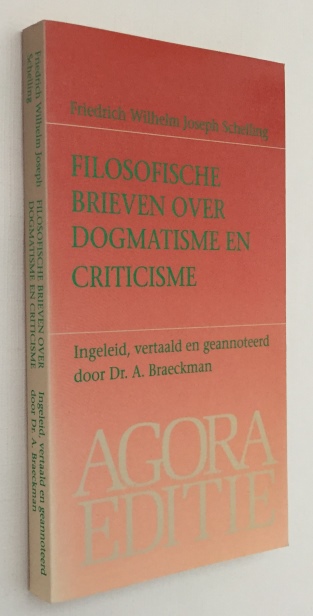 Friedrich Wilhelm Joseph Schelling
FILOSOFISCHE
BRIEVEN OVER
DOGMATISME EN
CRITICISME
Ingeleid, vertaald en geannoteerd
door Dr. A. Braeckman
AGORA
EDITIE
Friedrich Wilhelm Joseph
Schelling
FILOSOFISCHE BRIEVEN OVER
DOGMATISME EN CRITICISME
Ingeleid, vertaald en geannoteerd
door Dr. A. Braeckman